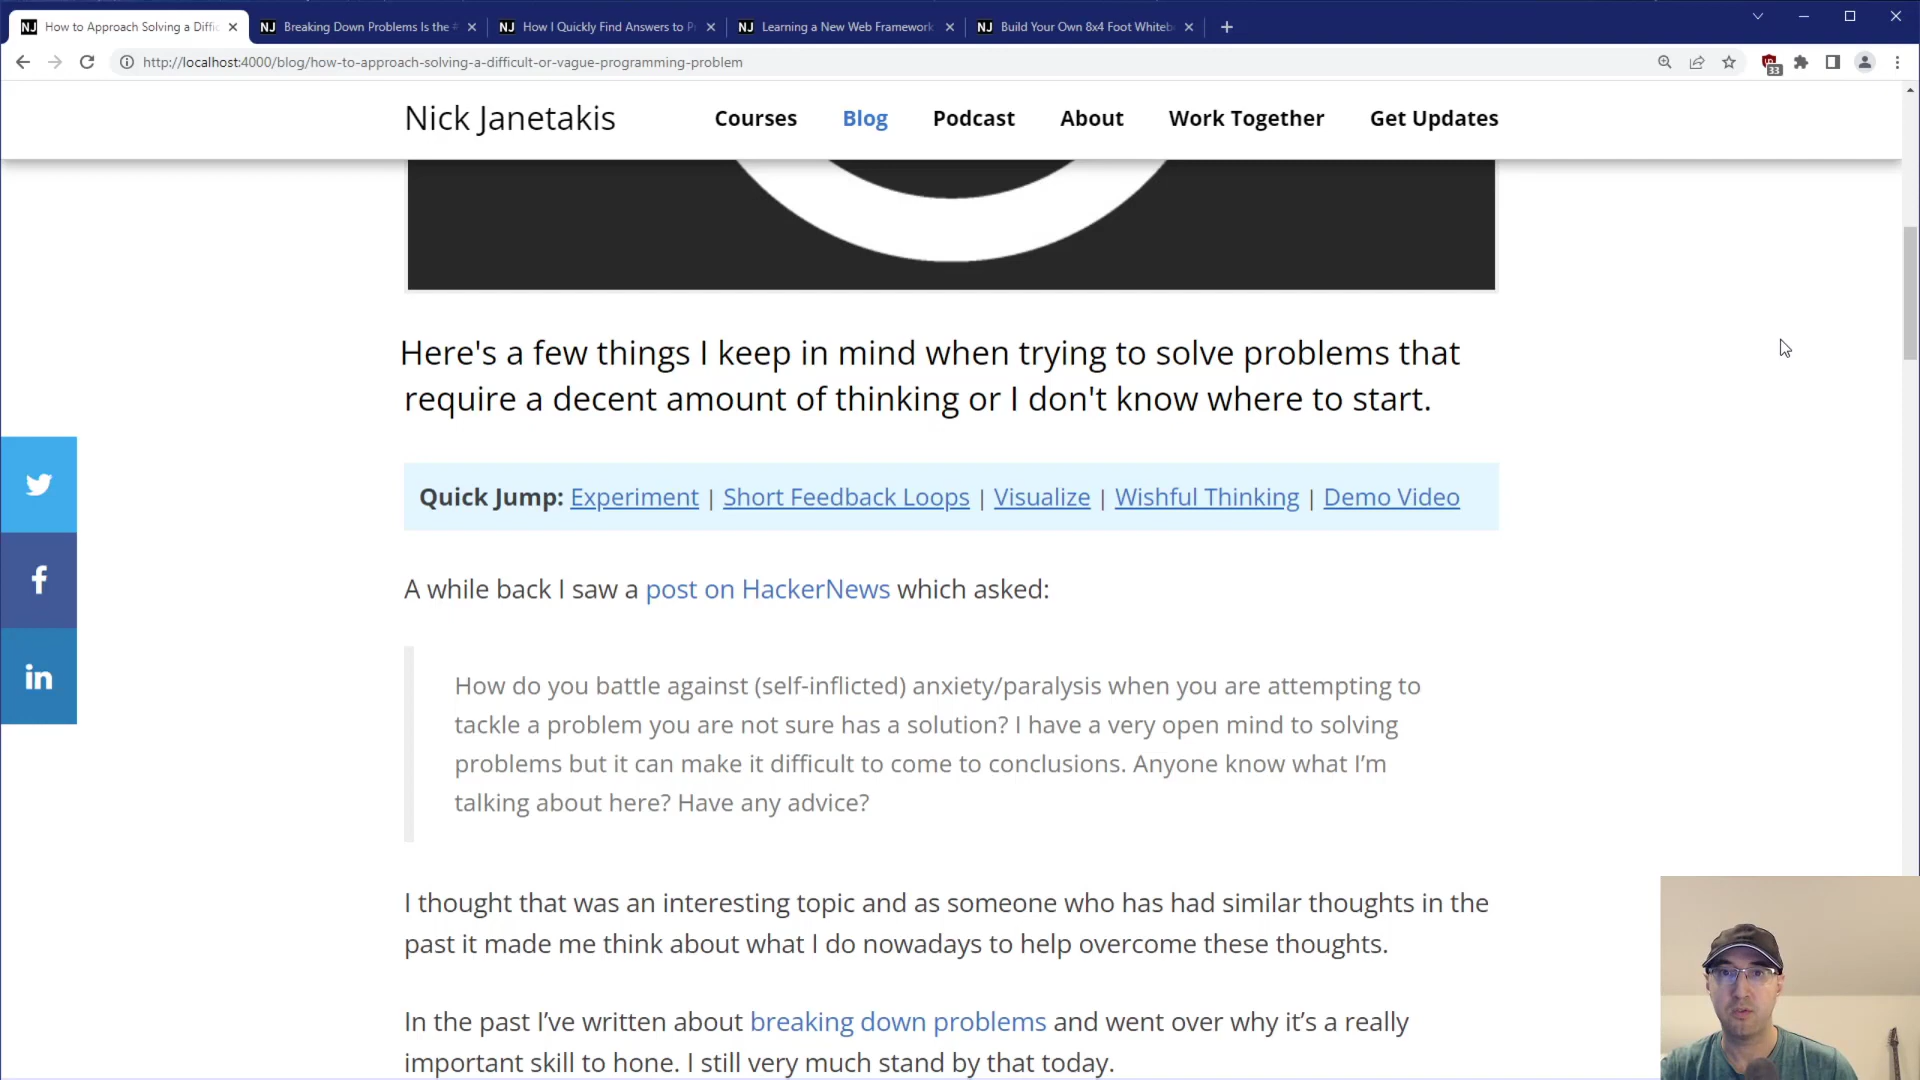 NJ How to Approach Solving a Diffic
NJ Breaking Down Problems Is the
NJ How I Quickly Find Answers to Pr
NJ Learning a New Web Framework
NJ Build Your Own 8x4 Foot Whiteb
http://localhost:4000/blog/how-to-approach-solving-a-difficult-or-vague-programming-problem
33
Nick Janetakis
Courses Blog Podcast About Work Together Get Updates
Here's a few things I keep in mind when trying to solve problems that
require a decent amount of thinking or I don't know where to start.
Quick Jump: Experiment | Short Feedback Loops | Visualize | Wishful Thinking | Demo Video
A while back I saw a post on HackerNews which asked:
How do you battle against (self-inflicted) anxiety/paralysis when you are attempting to
tackle a problem you are not sure has a solution? I have a very open mind to solving
problems but it can make it difficult to come to conclusions. Anyone know what I’m
talking about here? Have any advice?
I thought that was an interesting topic and as someone who has had similar thoughts in the
past it made me think about what I do nowadays to help overcome these thoughts.
In the past I’ve written about breaking down problems and went over why it’s a really
important skill to hone. I still very much stand by that today.